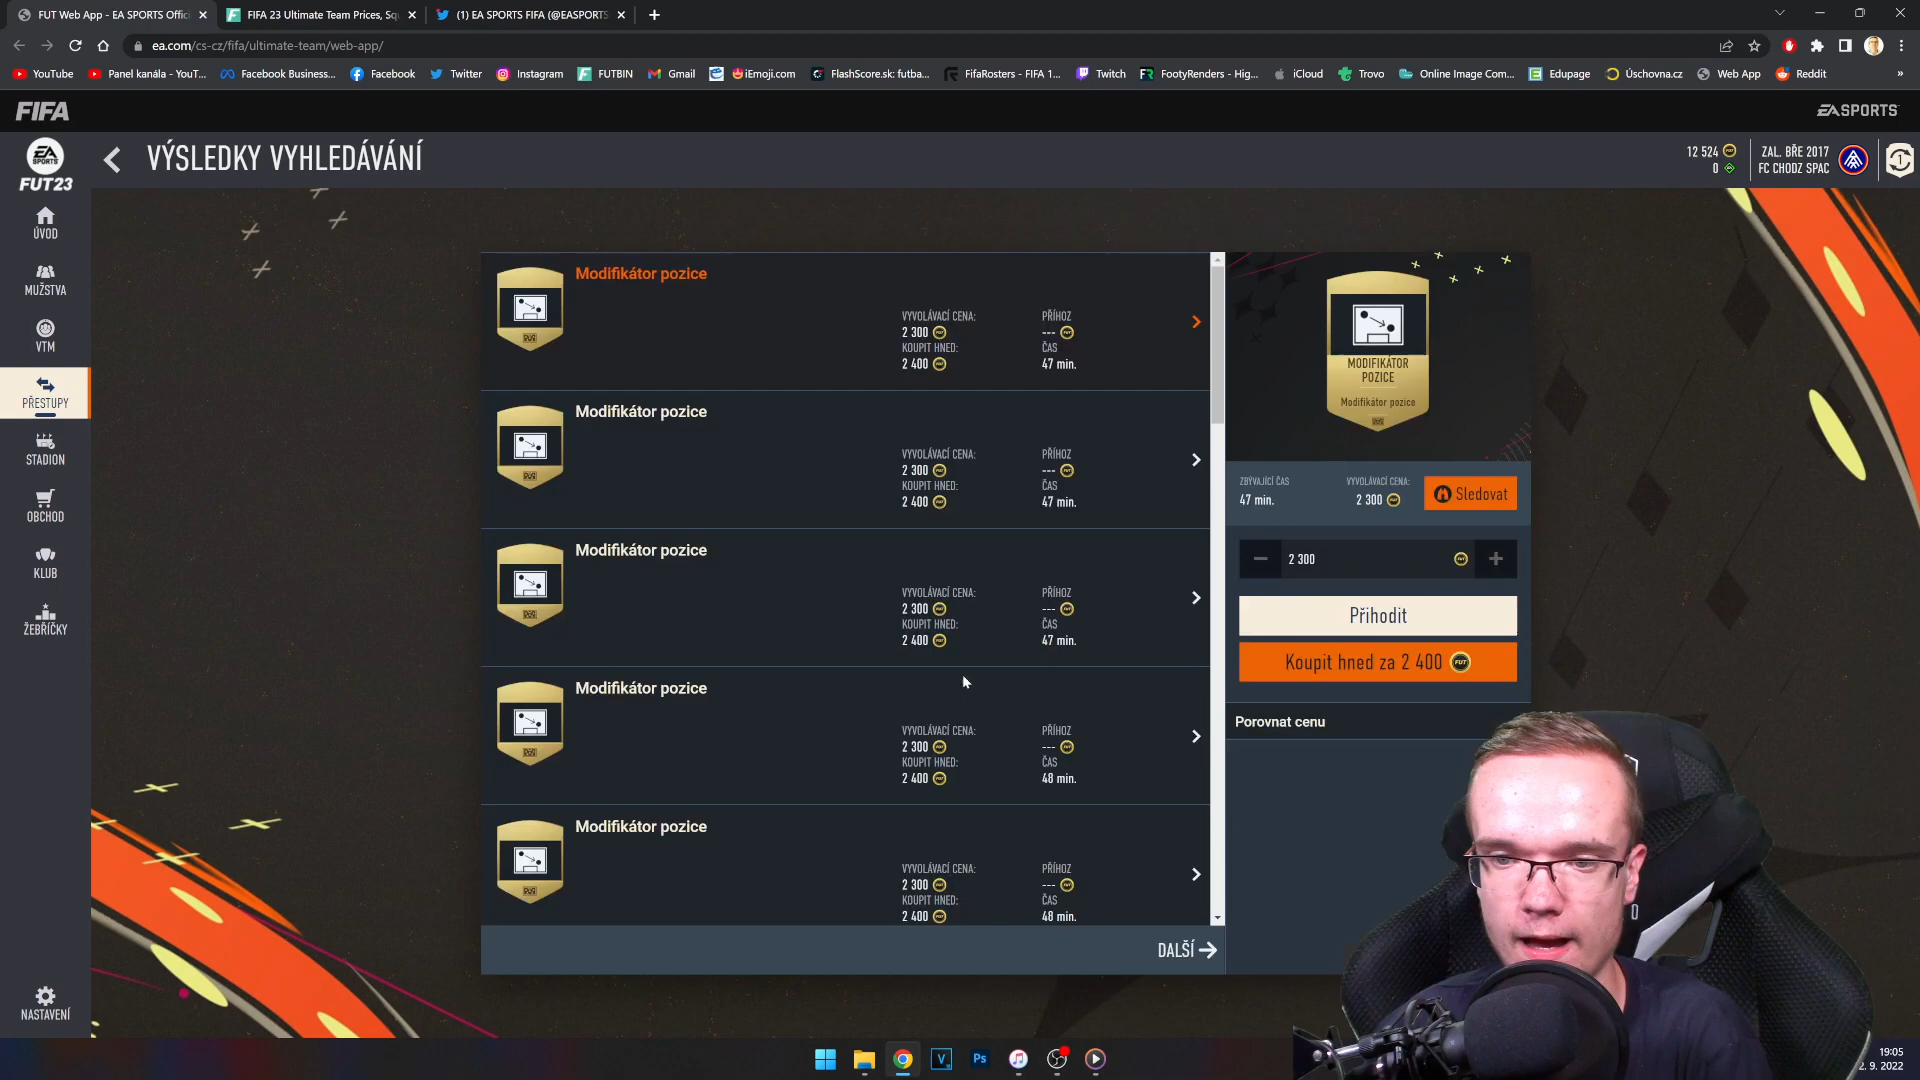 FUT Web App - EA SPORTS Offici
FIFA 23 Ultimate Team Prices, Sq
(1) EA SPORTS FIFA (@EASPORTS
ea.com/cs-cz/fifa/ultimate-team/web-app/
YouTube
Panel kanála - YouT...
Facebook Business...
Facebook
Twitter
Instagram
FUTBIN
Gmail
iEmoji.com
FlashScore.sk: futba...
FifaRosters - FIFA 1...
Twitch
FootyRenders - Hig...
iCloud
Trovo
Online Image Com...
Edupage
Úschovna.cz
Web App
Reddit
FIFA
EA SPORTS
EA SPORTS
FUT23
VÝSLEDKY VYHLEDÁVÁNÍ
12 524
0
ZAL. BŘE 2017
FC CHODZ SPAC
1
ÚVOD
MUŽSTVA
VTM
PŘESTUPY
STADION
OBCHOD
KLUB
ŽEBŘÍČKY
NASTAVENÍ
Modifikátor pozice
VYVOLÁVACÍ CENA: PŘÍHOZ
2 300 ---
KOUPIT HNED: ČAS
2 400 47 min.
Modifikátor pozice
VYVOLÁVACÍ CENA: PŘÍHOZ
2 300 ---
KOUPIT HNED: ČAS
2 400 47 min.
Modifikátor pozice
VYVOLÁVACÍ CENA: PŘÍHOZ
2 300 ---
KOUPIT HNED: ČAS
2 400 47 min.
Modifikátor pozice
VYVOLÁVACÍ CENA: PŘÍHOZ
2 300 ---
KOUPIT HNED: ČAS
2 400 48 min.
Modifikátor pozice
VYVOLÁVACÍ CENA: PŘÍHOZ
2 300 ---
KOUPIT HNED: ČAS
2 400 48 min.
DALŠÍ
MODIFIKÁTOR
POZICE
Modifikátor pozice
ZBÝVAJÍCÍ ČAS VYVOLÁVACÍ CENA:
47 min. 2 300
Sledovat
2 300
Přihodit
Koupit hned za 2 400 FUT
Porovnat cenu
V
Ps
19:05
2. 9. 2022